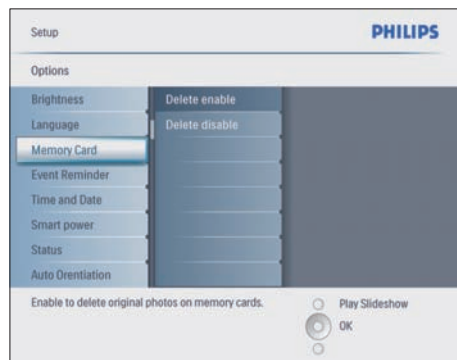 Setup
PHILIPS
Options
Brightness
Delete enable
Language
Delete disable
Memory Card
Event Reminder
Time and Date
Smart power
Status
Auto Orentiation
Enable to delete original photos on memory cards.
Play Slideshow
OK